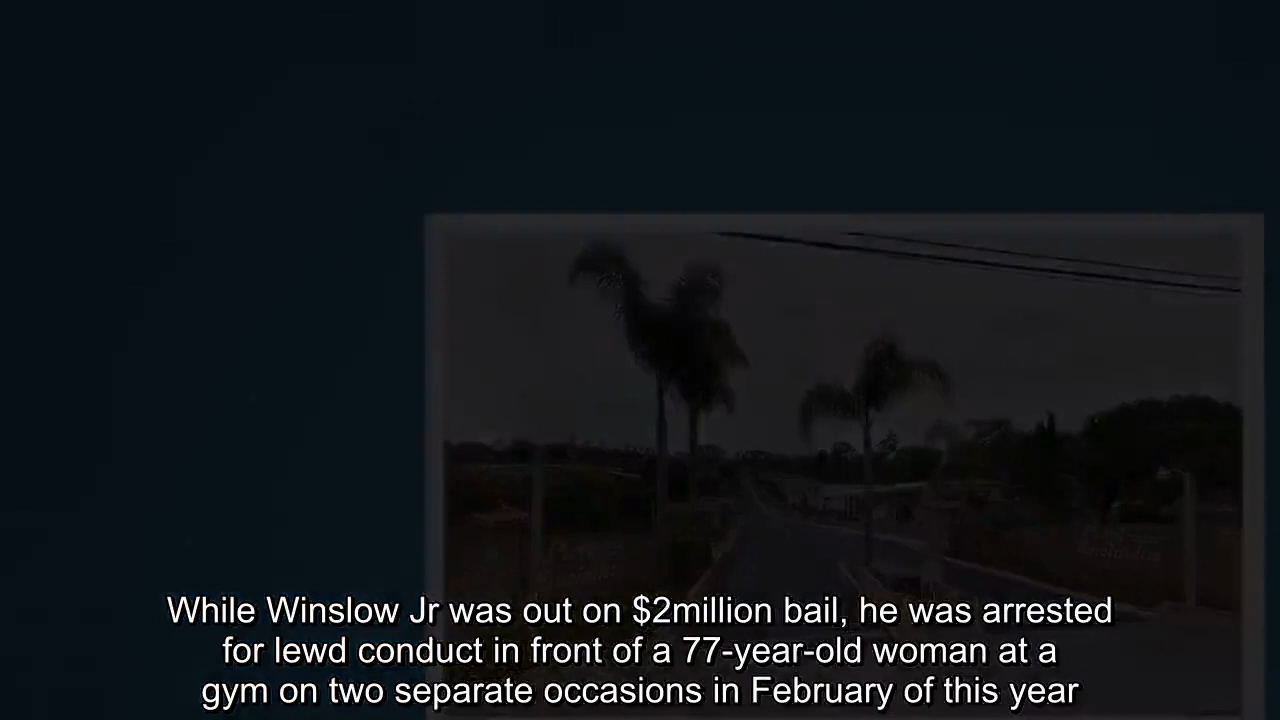 While Winslow Jr was out on $2million bail, he was arrested
for lewd conduct in front of a 77-year-old woman at a
gym on two separate occasions in February of this year